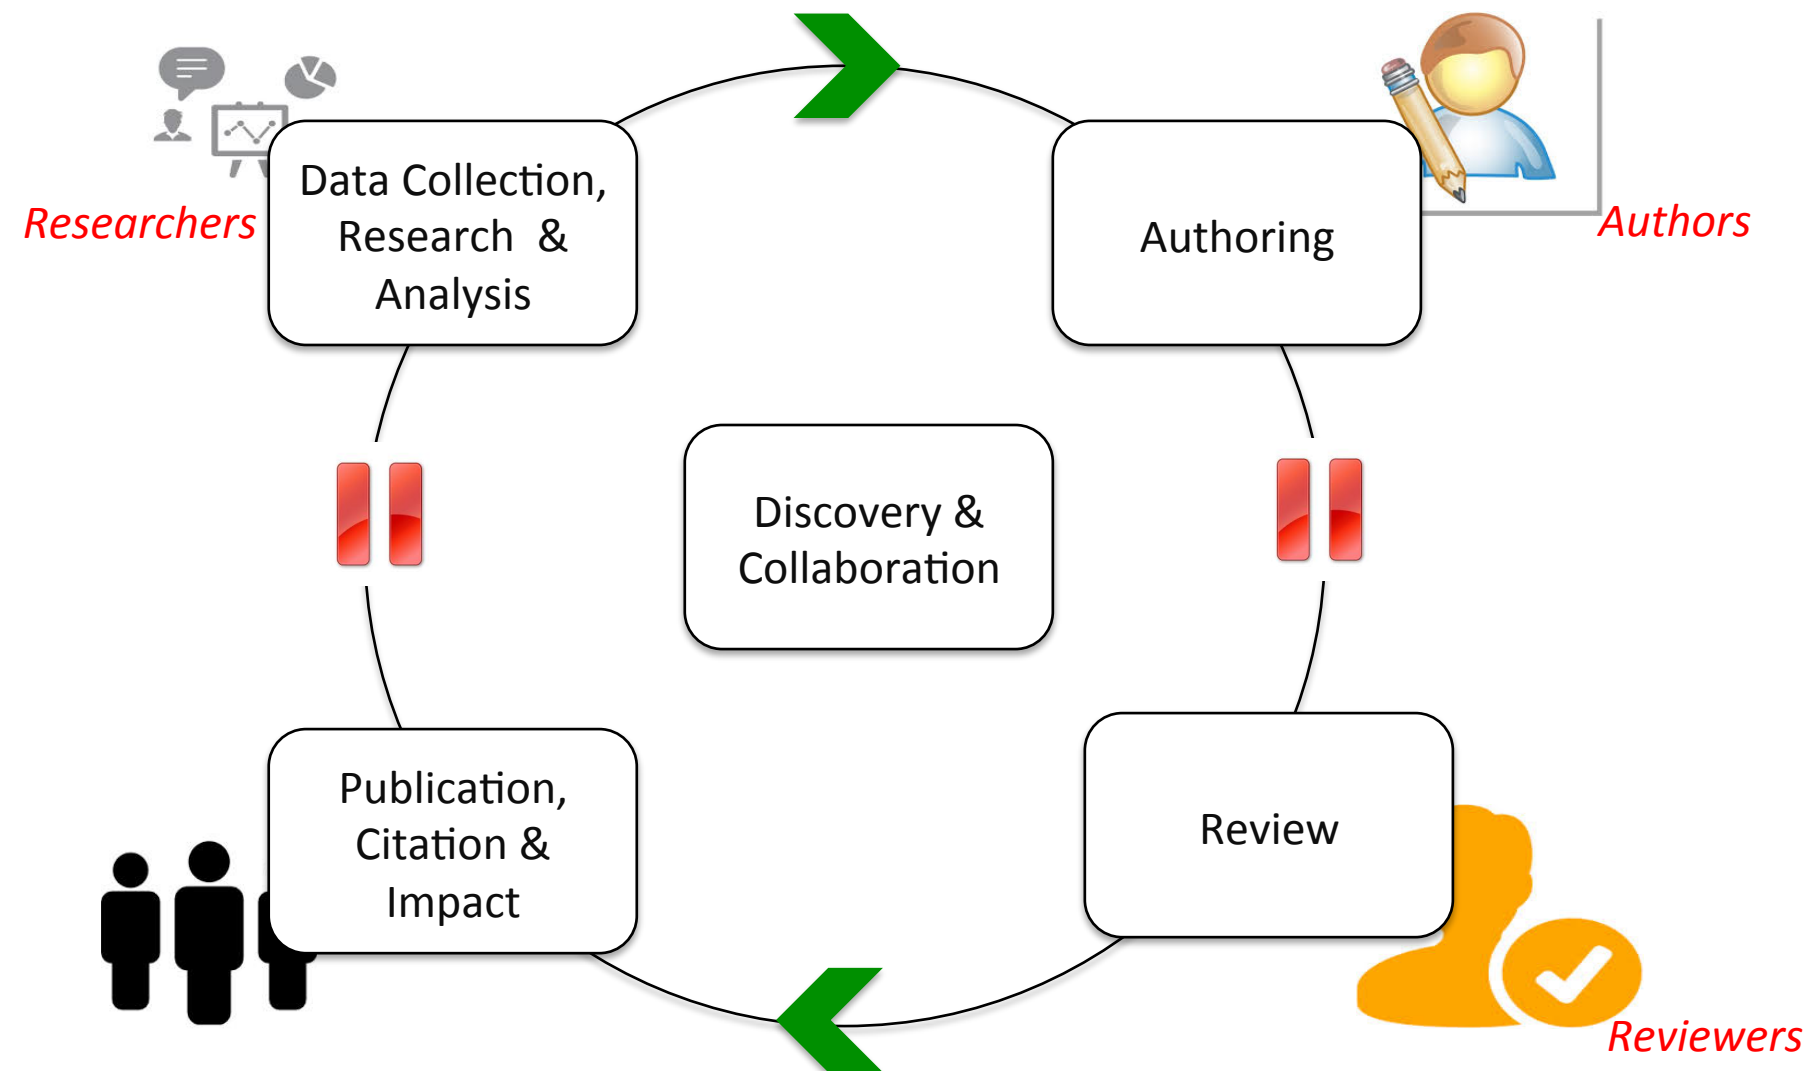 Researchers
Data Collection,
Research &
Analysis
Authoring
Authors
Discovery &
Collaboration
Publication,
Citation &
Impact
Review
Reviewers